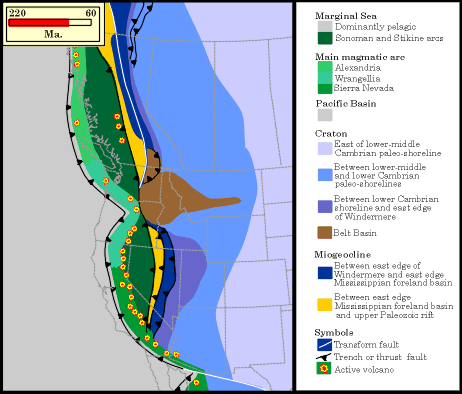 220 60
Ma.
Marginal Sea
Dominantly pelagic
Sonoman and Stikine arcs
Main magmatic arc
Alexandria
Wrangellia
Sierra Nevada
Pacific Basin
Craton
East of lower-middle
Cambrian paleo-shoreline
Between lower-middle
and lower Cambrian
paleo-shorelines
Between lower Cambrian
shoreline and east edge
of Windermere
Belt Basin
Miogeocline
Between east edge of
Windermere and east edge
Mississippian foreland basin
Between east edge
Mississippian foreland basin
and upper Paleozoic rift
Symbols
Transform fault
Trench or thrust fault
Active volcano